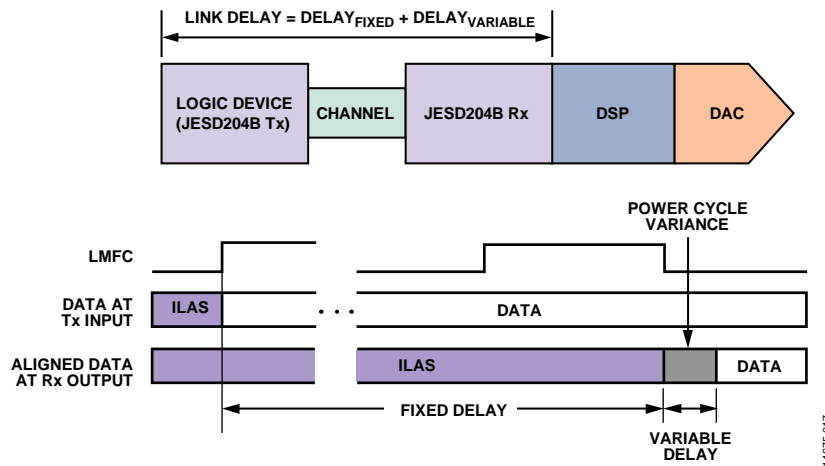 LINK DELAY = DELAYFIXED + DELAYVARIABLE
LOGIC DEVICE
(JESD204B Tx)
CHANNEL
JESD204B Rx
DSP
DAC
POWER CYCLE
VARIANCE
LMFC
DATA AT
Tx INPUT
ILAS
DATA
ALIGNED DATA
AT Rx OUTPUT
ILAS
DATA
FIXED DELAY
VARIABLE
DELAY